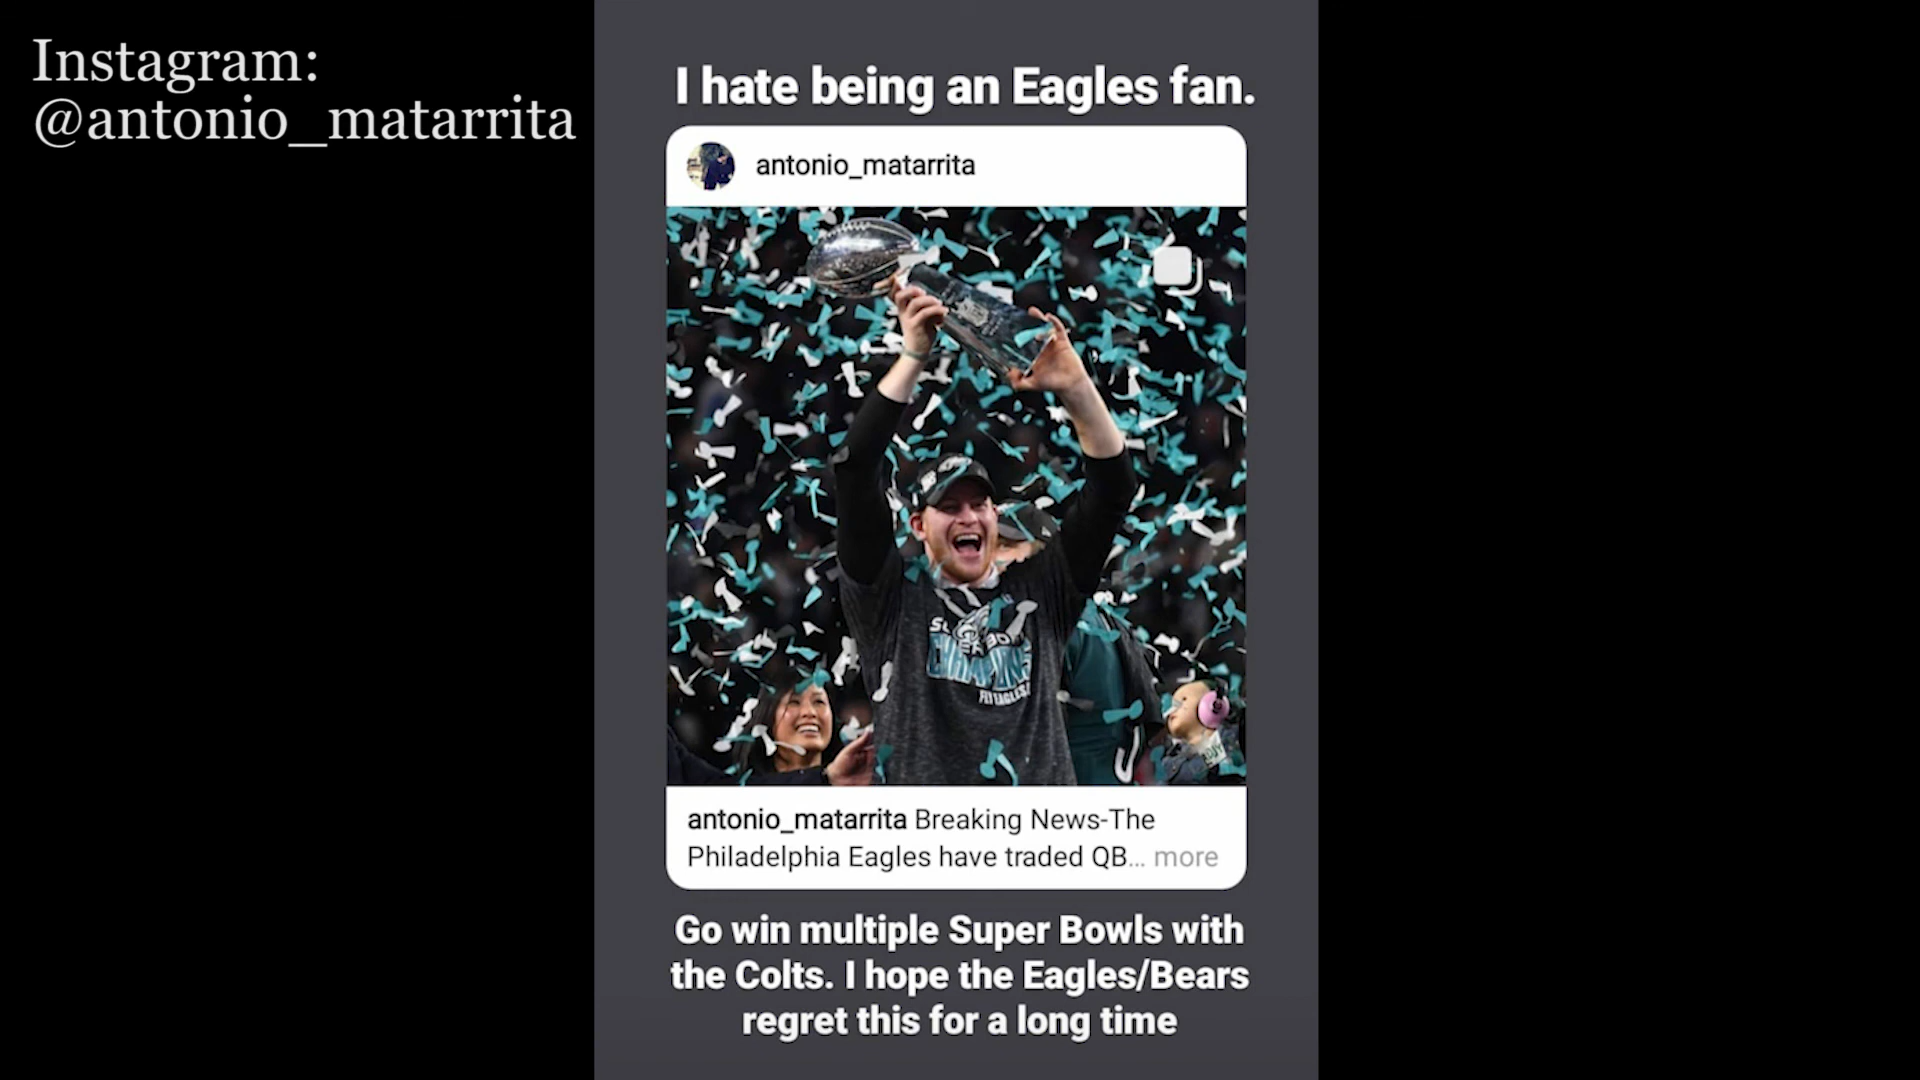 Instagram:
@antonio_matarrita
I hate being an Eagles fan.
antonio_matarrita
antonio_matarrita Breaking News-The
Philadelphia Eagles have traded QB... more
Go win multiple Super Bowls with
the Colts. I hope the Eagles/Bears
regret this for a long time